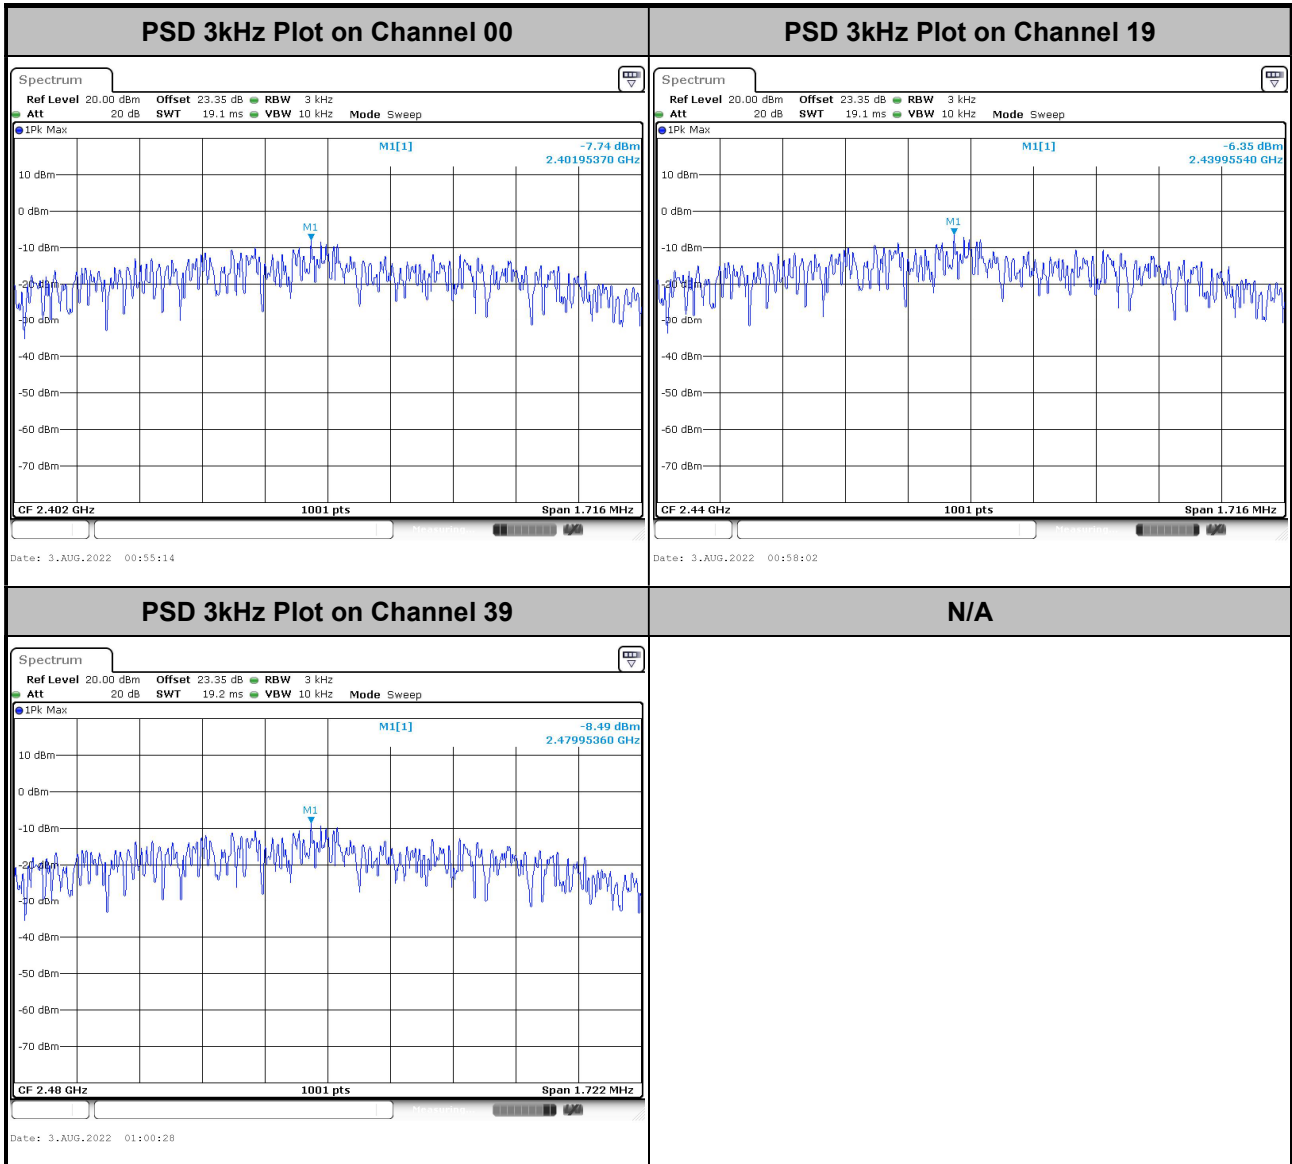 PSD 3kHz Plot on Channel 00
Spectrum
Ref Level 20.00 dBm Offset 23.35 dB RBW 3 kHz
Att 20 dB SWT 19.1 ms VBW 10 kHz Mode Sweep
1Pk Max
M1[1] -7.74 dBm
2.40195370 GHz
10 dBm
0 dBm
M1
-10 dBm
-20 dBm
-30 dBm
-40 dBm
-50 dBm
-60 dBm
-70 dBm
CF 2.402 GHz 1001 pts Span 1.716 MHz
Measuring...
Date: 3.AUG.2022 00:55:14
PSD 3kHz Plot on Channel 19
Spectrum
Ref Level 20.00 dBm Offset 23.35 dB RBW 3 kHz
Att 20 dB SWT 19.1 ms VBW 10 kHz Mode Sweep
1Pk Max
M1[1] -6.35 dBm
2.43995540 GHz
10 dBm
0 dBm
M1
-10 dBm
-20 dBm
-30 dBm
-40 dBm
-50 dBm
-60 dBm
-70 dBm
CF 2.44 GHz 1001 pts Span 1.716 MHz
Measuring...
Date: 3.AUG.2022 00:58:02
PSD 3kHz Plot on Channel 39
Spectrum
Ref Level 20.00 dBm Offset 23.35 dB RBW 3 kHz
Att 20 dB SWT 19.2 ms VBW 10 kHz Mode Sweep
1Pk Max
M1[1] -8.49 dBm
2.47995360 GHz
10 dBm
0 dBm
M1
-10 dBm
-20 dBm
-30 dBm
-40 dBm
-50 dBm
-60 dBm
-70 dBm
CF 2.48 GHz 1001 pts Span 1.722 MHz
Measuring...
Date: 3.AUG.2022 01:00:28
N/A